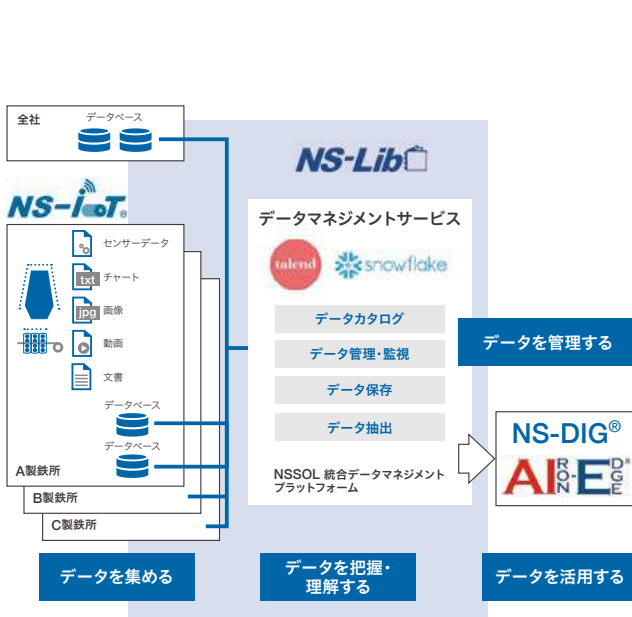 全社
データベース
NS-IoT®
センサーデータ
txt チャート
jpg 画像
動画
文書
データベース
データベース
A製鉄所
B製鉄所
C製鉄所
データを集める
NS-Lib
データマネジメントサービス
talend snowflake
データカタログ
データ管理・監視
データ保存
データ抽出
NSSOL 統合データマネジメント
プラットフォーム
データを把握・
理解する
データを管理する
NS-DIG®
AIRON-EDGE®
データを活用する